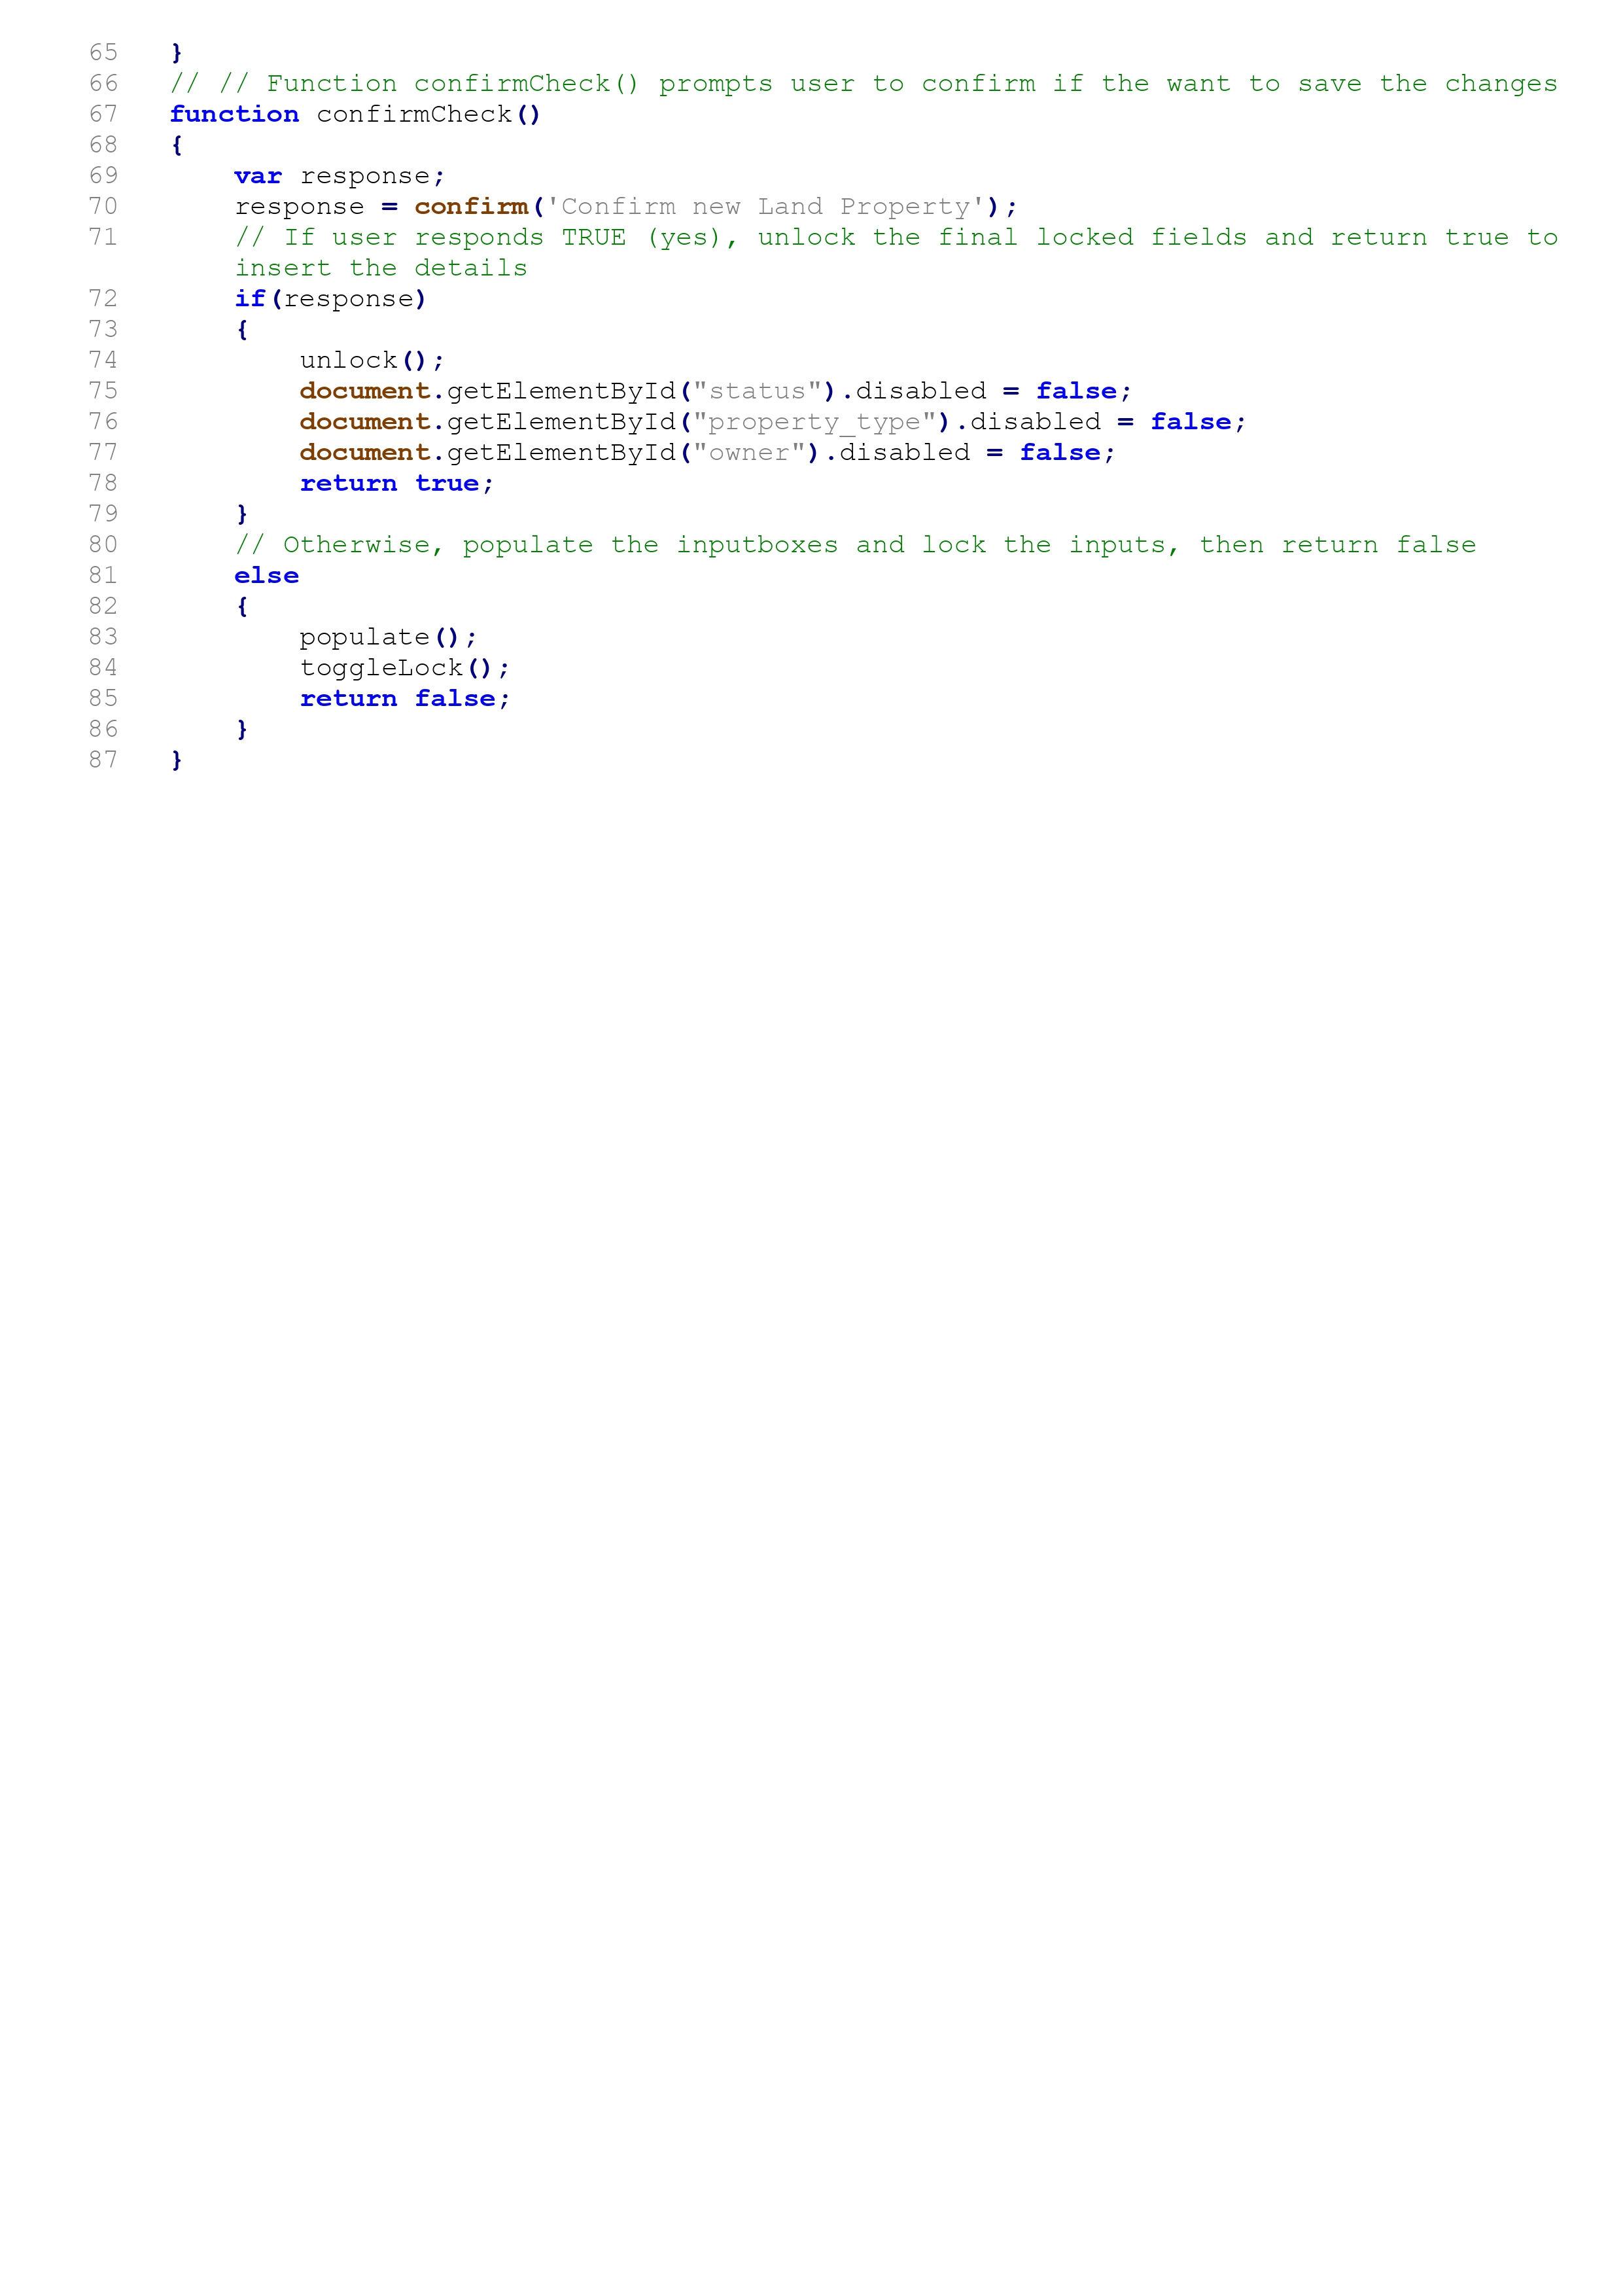 65 }
66 // // Function confirmCheck() prompts user to confirm if the want to save the changes
67 function confirmCheck()
68 {
69     var response;
70     response = confirm('Confirm new Land Property');
71     // If user responds TRUE (yes), unlock the final locked fields and return true to
insert the details
72     if(response)
73     {
74         unlock();
75         document.getElementById("status").disabled = false;
76         document.getElementById("property_type").disabled = false;
77         document.getElementById("owner").disabled = false;
78         return true;
79     }
80     // Otherwise, populate the inputboxes and lock the inputs, then return false
81     else
82     {
83         populate();
84         toggleLock();
85         return false;
86     }
87 }